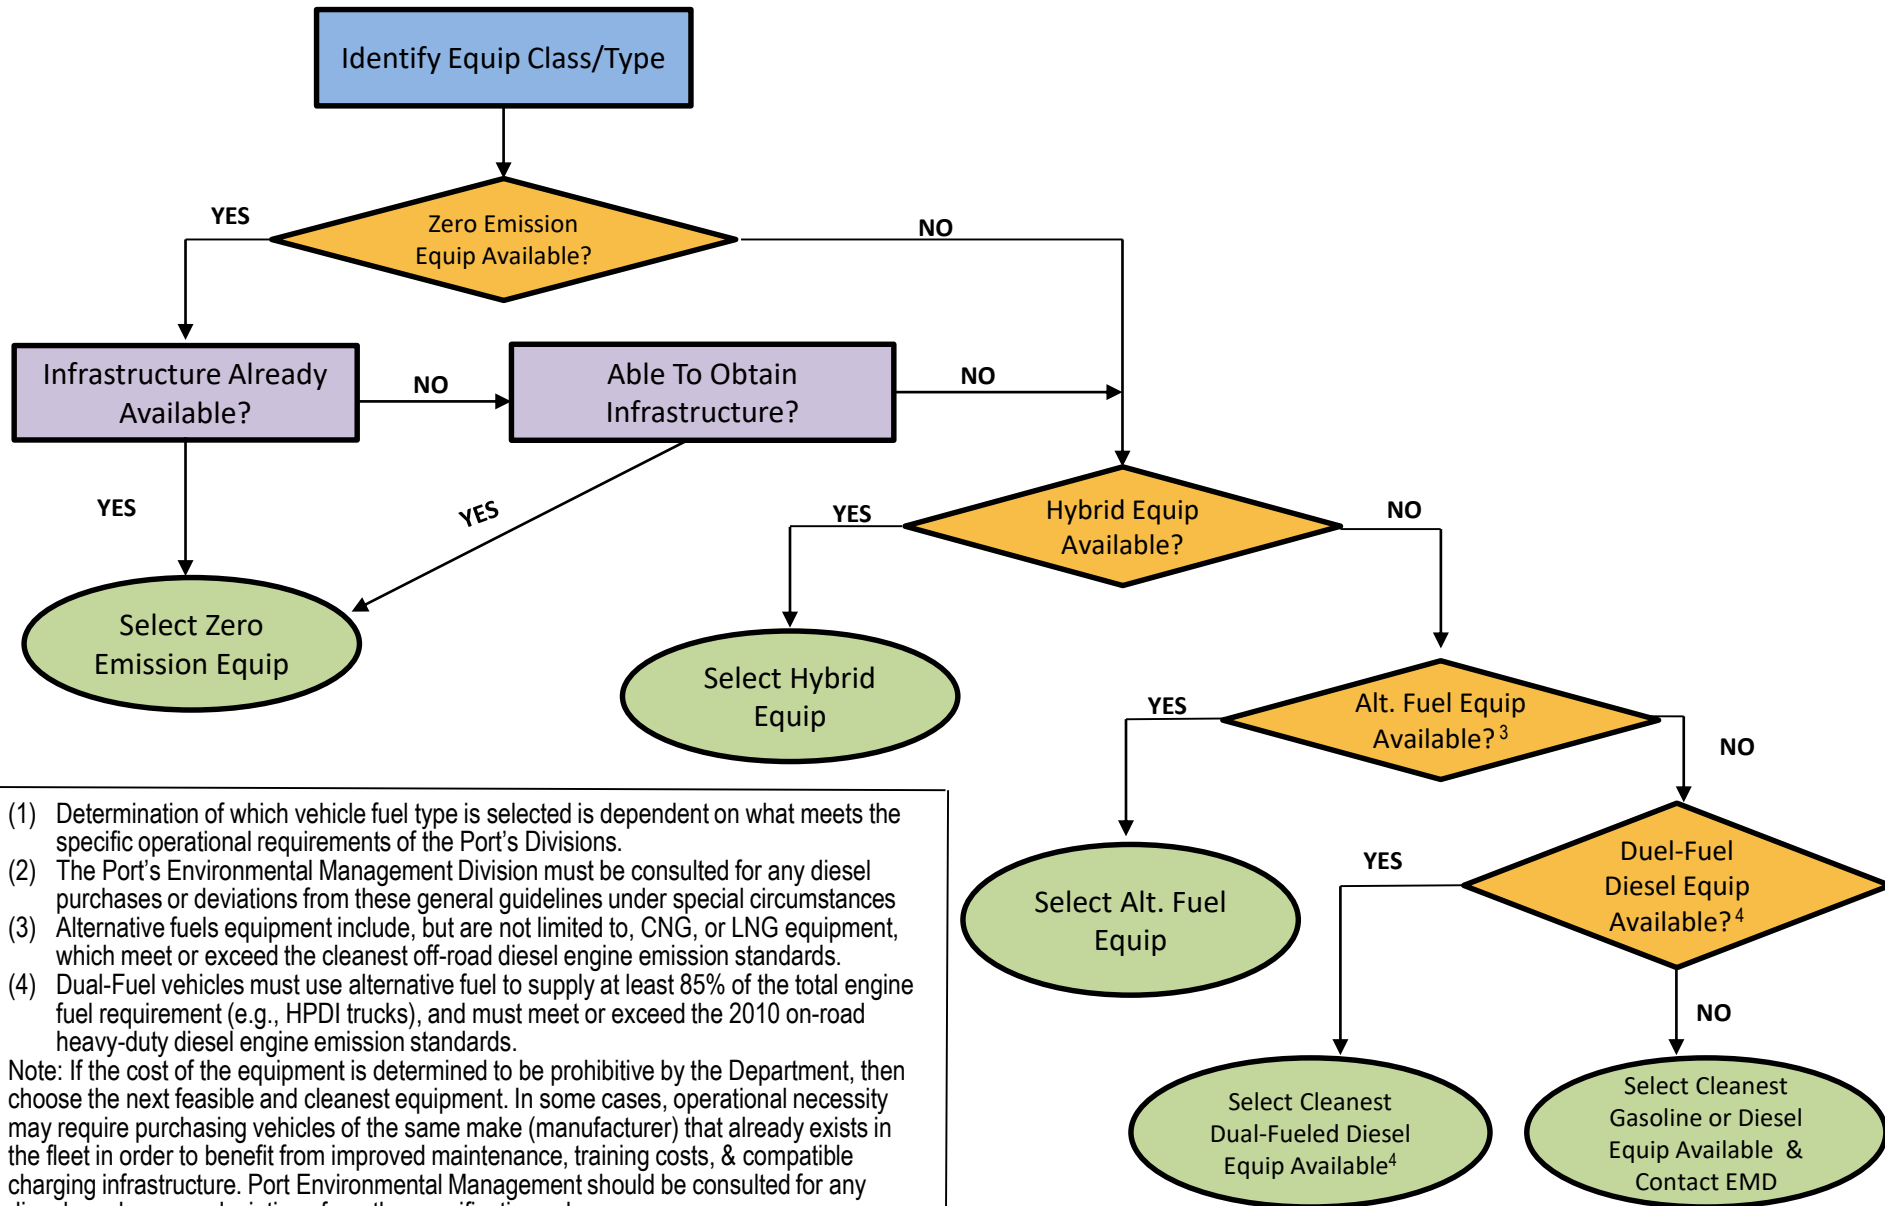 Identify Equip Class/Type
Zero Emission
Equip Available?
YES
NO
Infrastructure Already
Available?
NO
Able To Obtain
Infrastructure?
NO
YES
YES
Hybrid Equip
Available?
YES
NO
Select Zero
Emission Equip
Select Hybrid
Equip
Alt. Fuel Equip
Available? 3
YES
NO
Select Alt. Fuel
Equip
Duel-Fuel
Diesel Equip
Available? 4
YES
NO
Select Cleanest
Dual-Fueled Diesel
Equip Available4
Select Cleanest
Gasoline or Diesel
Equip Available &
Contact EMD
(1) Determination of which vehicle fuel type is selected is dependent on what meets the
specific operational requirements of the Port's Divisions.
(2) The Port's Environmental Management Division must be consulted for any diesel
purchases or deviations from these general guidelines under special circumstances
(3) Alternative fuels equipment include, but are not limited to, CNG, or LNG equipment,
which meet or exceed the cleanest off-road diesel engine emission standards.
(4) Dual-Fuel vehicles must use alternative fuel to supply at least 85% of the total engine
fuel requirement (e.g., HPDI trucks), and must meet or exceed the 2010 on-road
heavy-duty diesel engine emission standards.
Note: If the cost of the equipment is determined to be prohibitive by the Department, then
choose the next feasible and cleanest equipment. In some cases, operational necessity
may require purchasing vehicles of the same make (manufacturer) that already exists in
the fleet in order to benefit from improved maintenance, training costs, & compatible
charging infrastructure. Port Environmental Management should be consulted for any